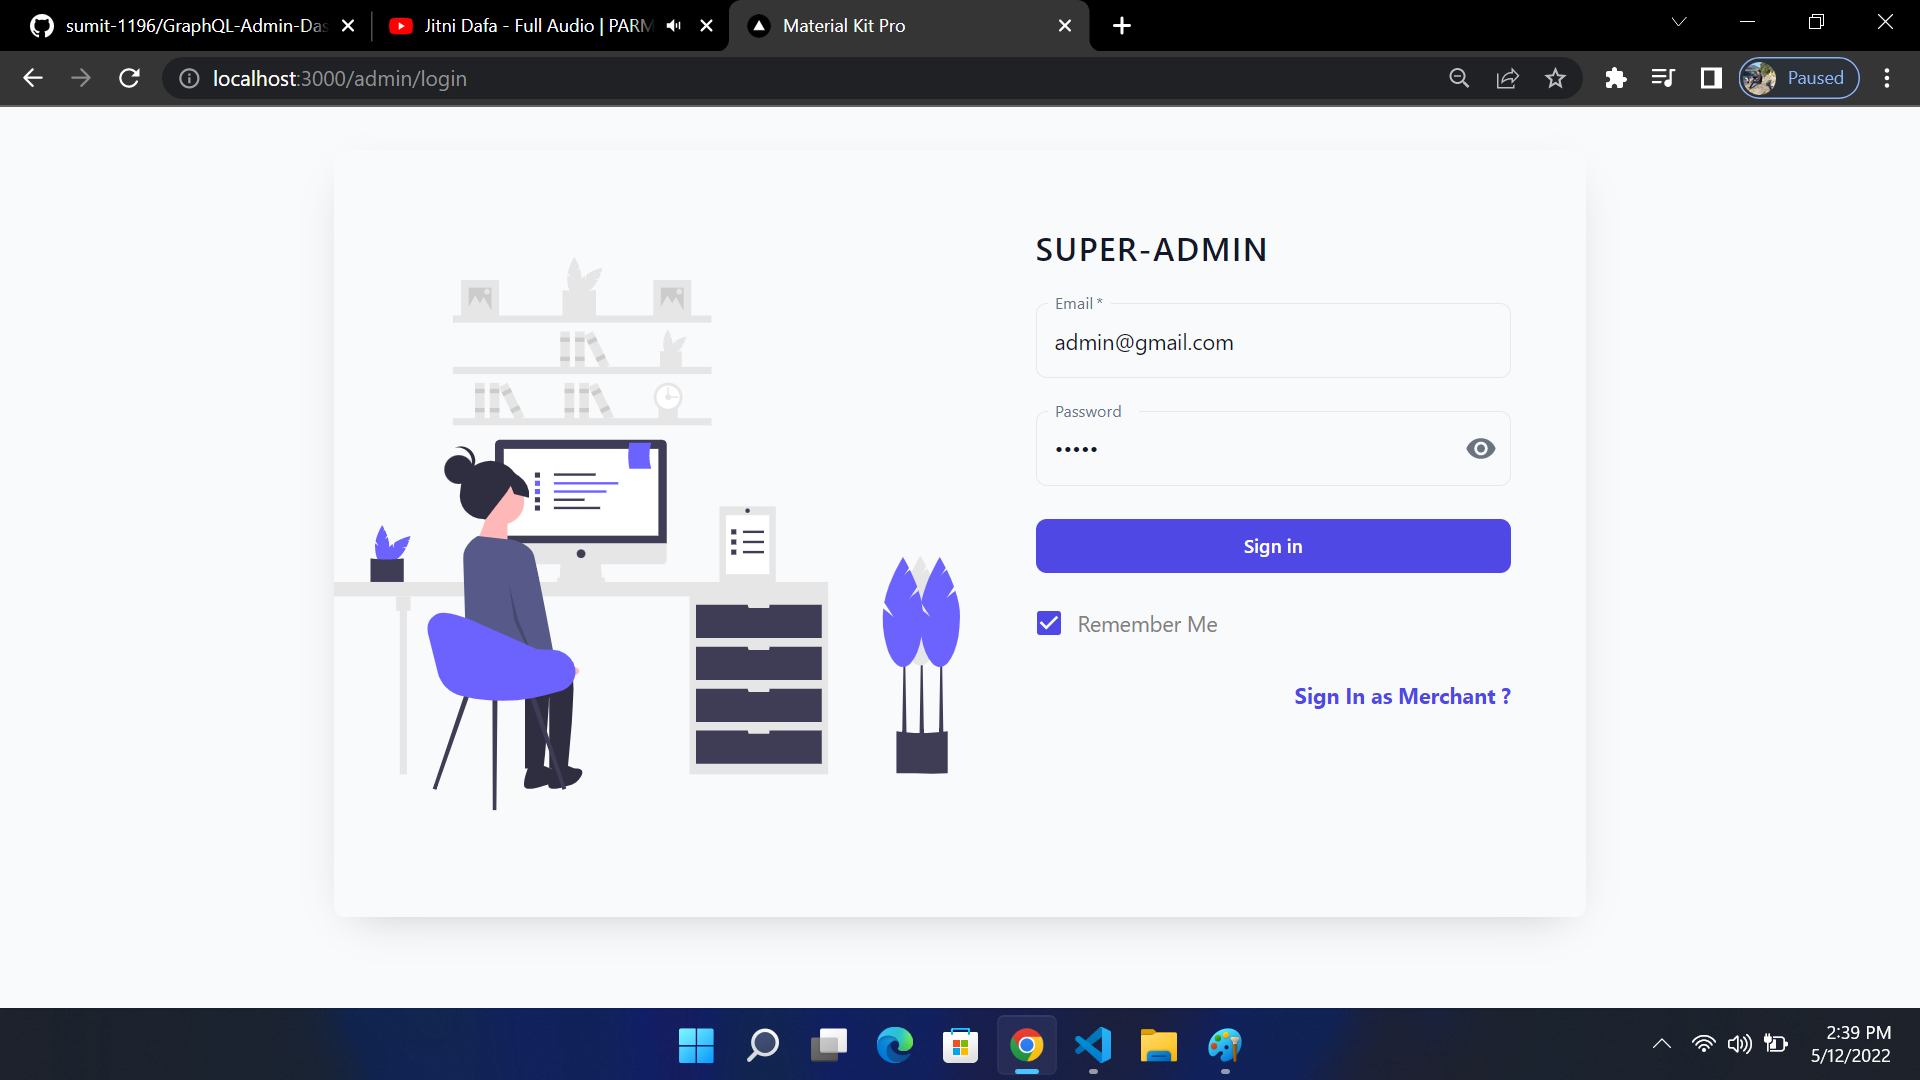 sumit-1196/GraphQL-Admin-Das
Jitni Dafa - Full Audio | PARM
Material Kit Pro
localhost:3000/admin/login
Paused
SUPER-ADMIN
Email *
admin@gmail.com
Password
•••••
Sign in
Remember Me
Sign In as Merchant ?
2:39 PM
5/12/2022